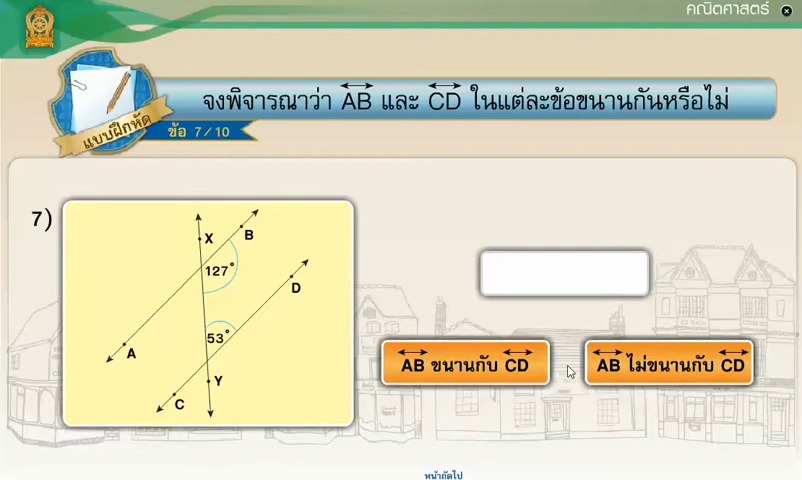 คณิตศาสตร์
จงพิจารณาว่า AB และ CD ในแต่ละข้อขนานกันหรือไม่
แบบฝึกหัด
ข้อ 7/10
7)
X
B
127°
D
53°
A
Y
C
AB ขนานกับ CD
AB ไม่ขนานกับ CD
หน้าถัดไป